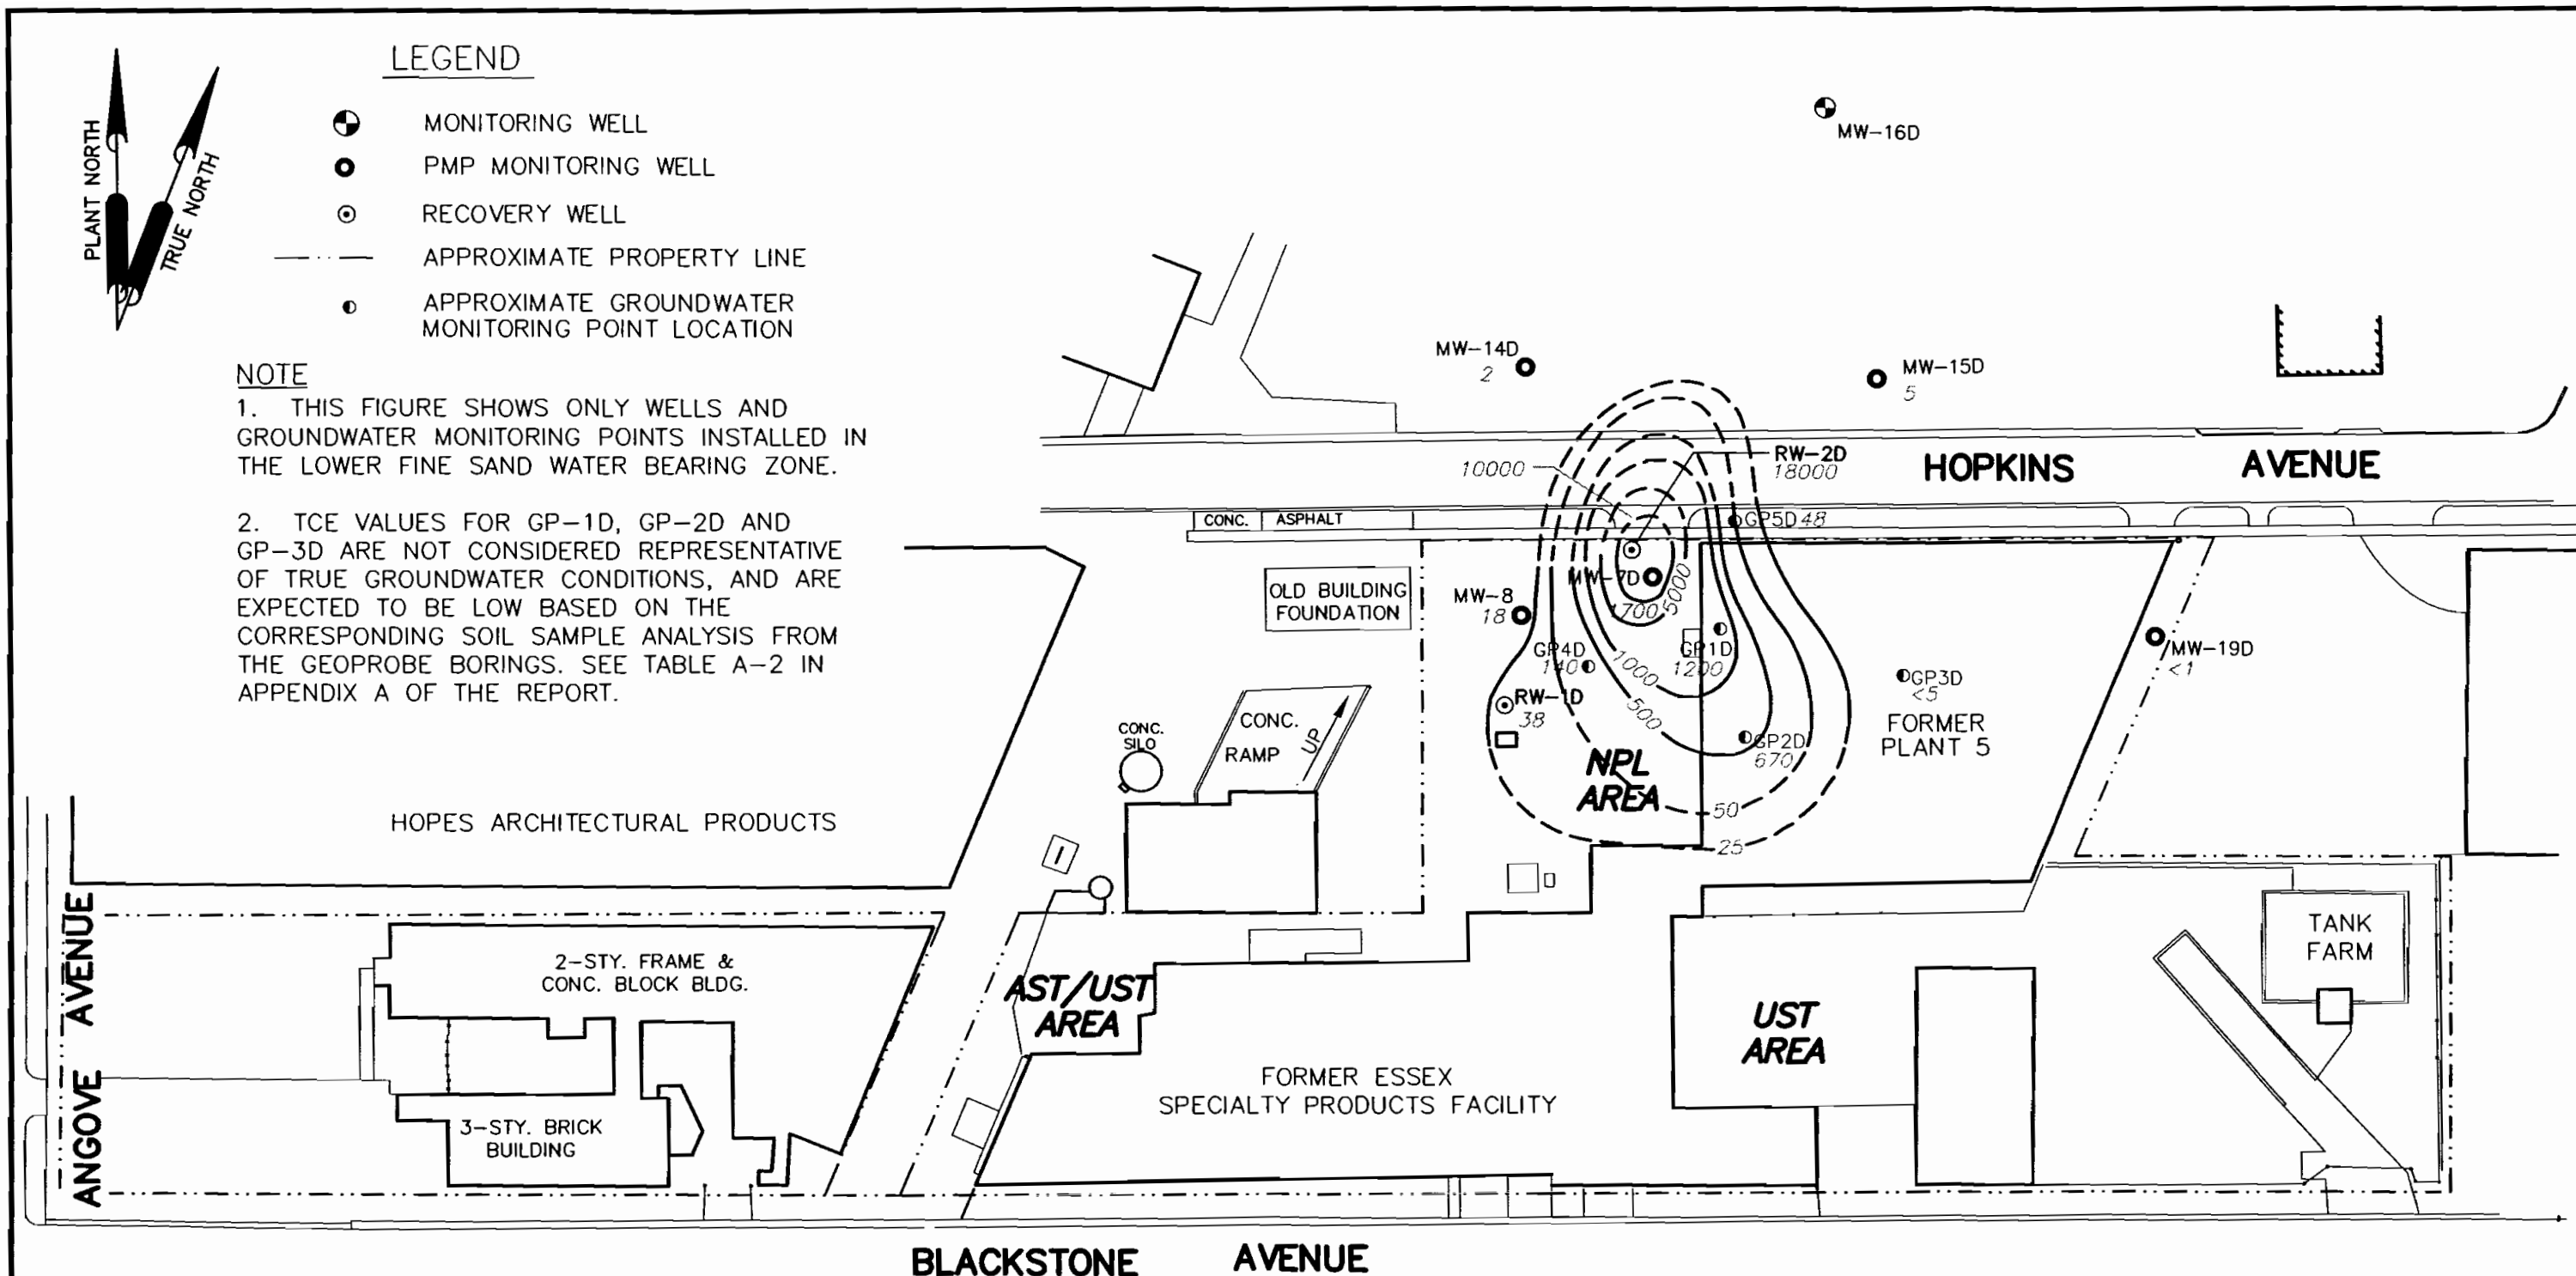 LEGEND
PLANT NORTH
TRUE NORTH
MONITORING WELL
PMP MONITORING WELL
RECOVERY WELL
APPROXIMATE PROPERTY LINE
APPROXIMATE GROUNDWATER
MONITORING POINT LOCATION
NOTE
1. THIS FIGURE SHOWS ONLY WELLS AND
GROUNDWATER MONITORING POINTS INSTALLED IN
THE LOWER FINE SAND WATER BEARING ZONE.
2. TCE VALUES FOR GP-1D, GP-2D AND
GP-3D ARE NOT CONSIDERED REPRESENTATIVE
OF TRUE GROUNDWATER CONDITIONS, AND ARE
EXPECTED TO BE LOW BASED ON THE
CORRESPONDING SOIL SAMPLE ANALYSIS FROM
THE GEOPROBE BORINGS. SEE TABLE A-2 IN
APPENDIX A OF THE REPORT.
MW-16D
MW-14D
2
MW-15D
5
RW-2D
18000
10000
HOPKINS AVENUE
CONC. ASPHALT
GP5D 48
OLD BUILDING
FOUNDATION
MW-7D
1700
5000
MW-8
18
GP4D
140
GP1D
1200
1000
500
RW-1D
38
GP2D
670
GP3D
<5
FORMER
PLANT 5
MW-19D
<1
NPL
AREA
50
25
CONC.
SILO
CONC.
RAMP
UP
HOPES ARCHITECTURAL PRODUCTS
ANGOVE AVENUE
2-STY. FRAME &
CONC. BLOCK BLDG.
3-STY. BRICK
BUILDING
AST/UST
AREA
FORMER ESSEX
SPECIALTY PRODUCTS FACILITY
UST
AREA
TANK
FARM
BLACKSTONE AVENUE